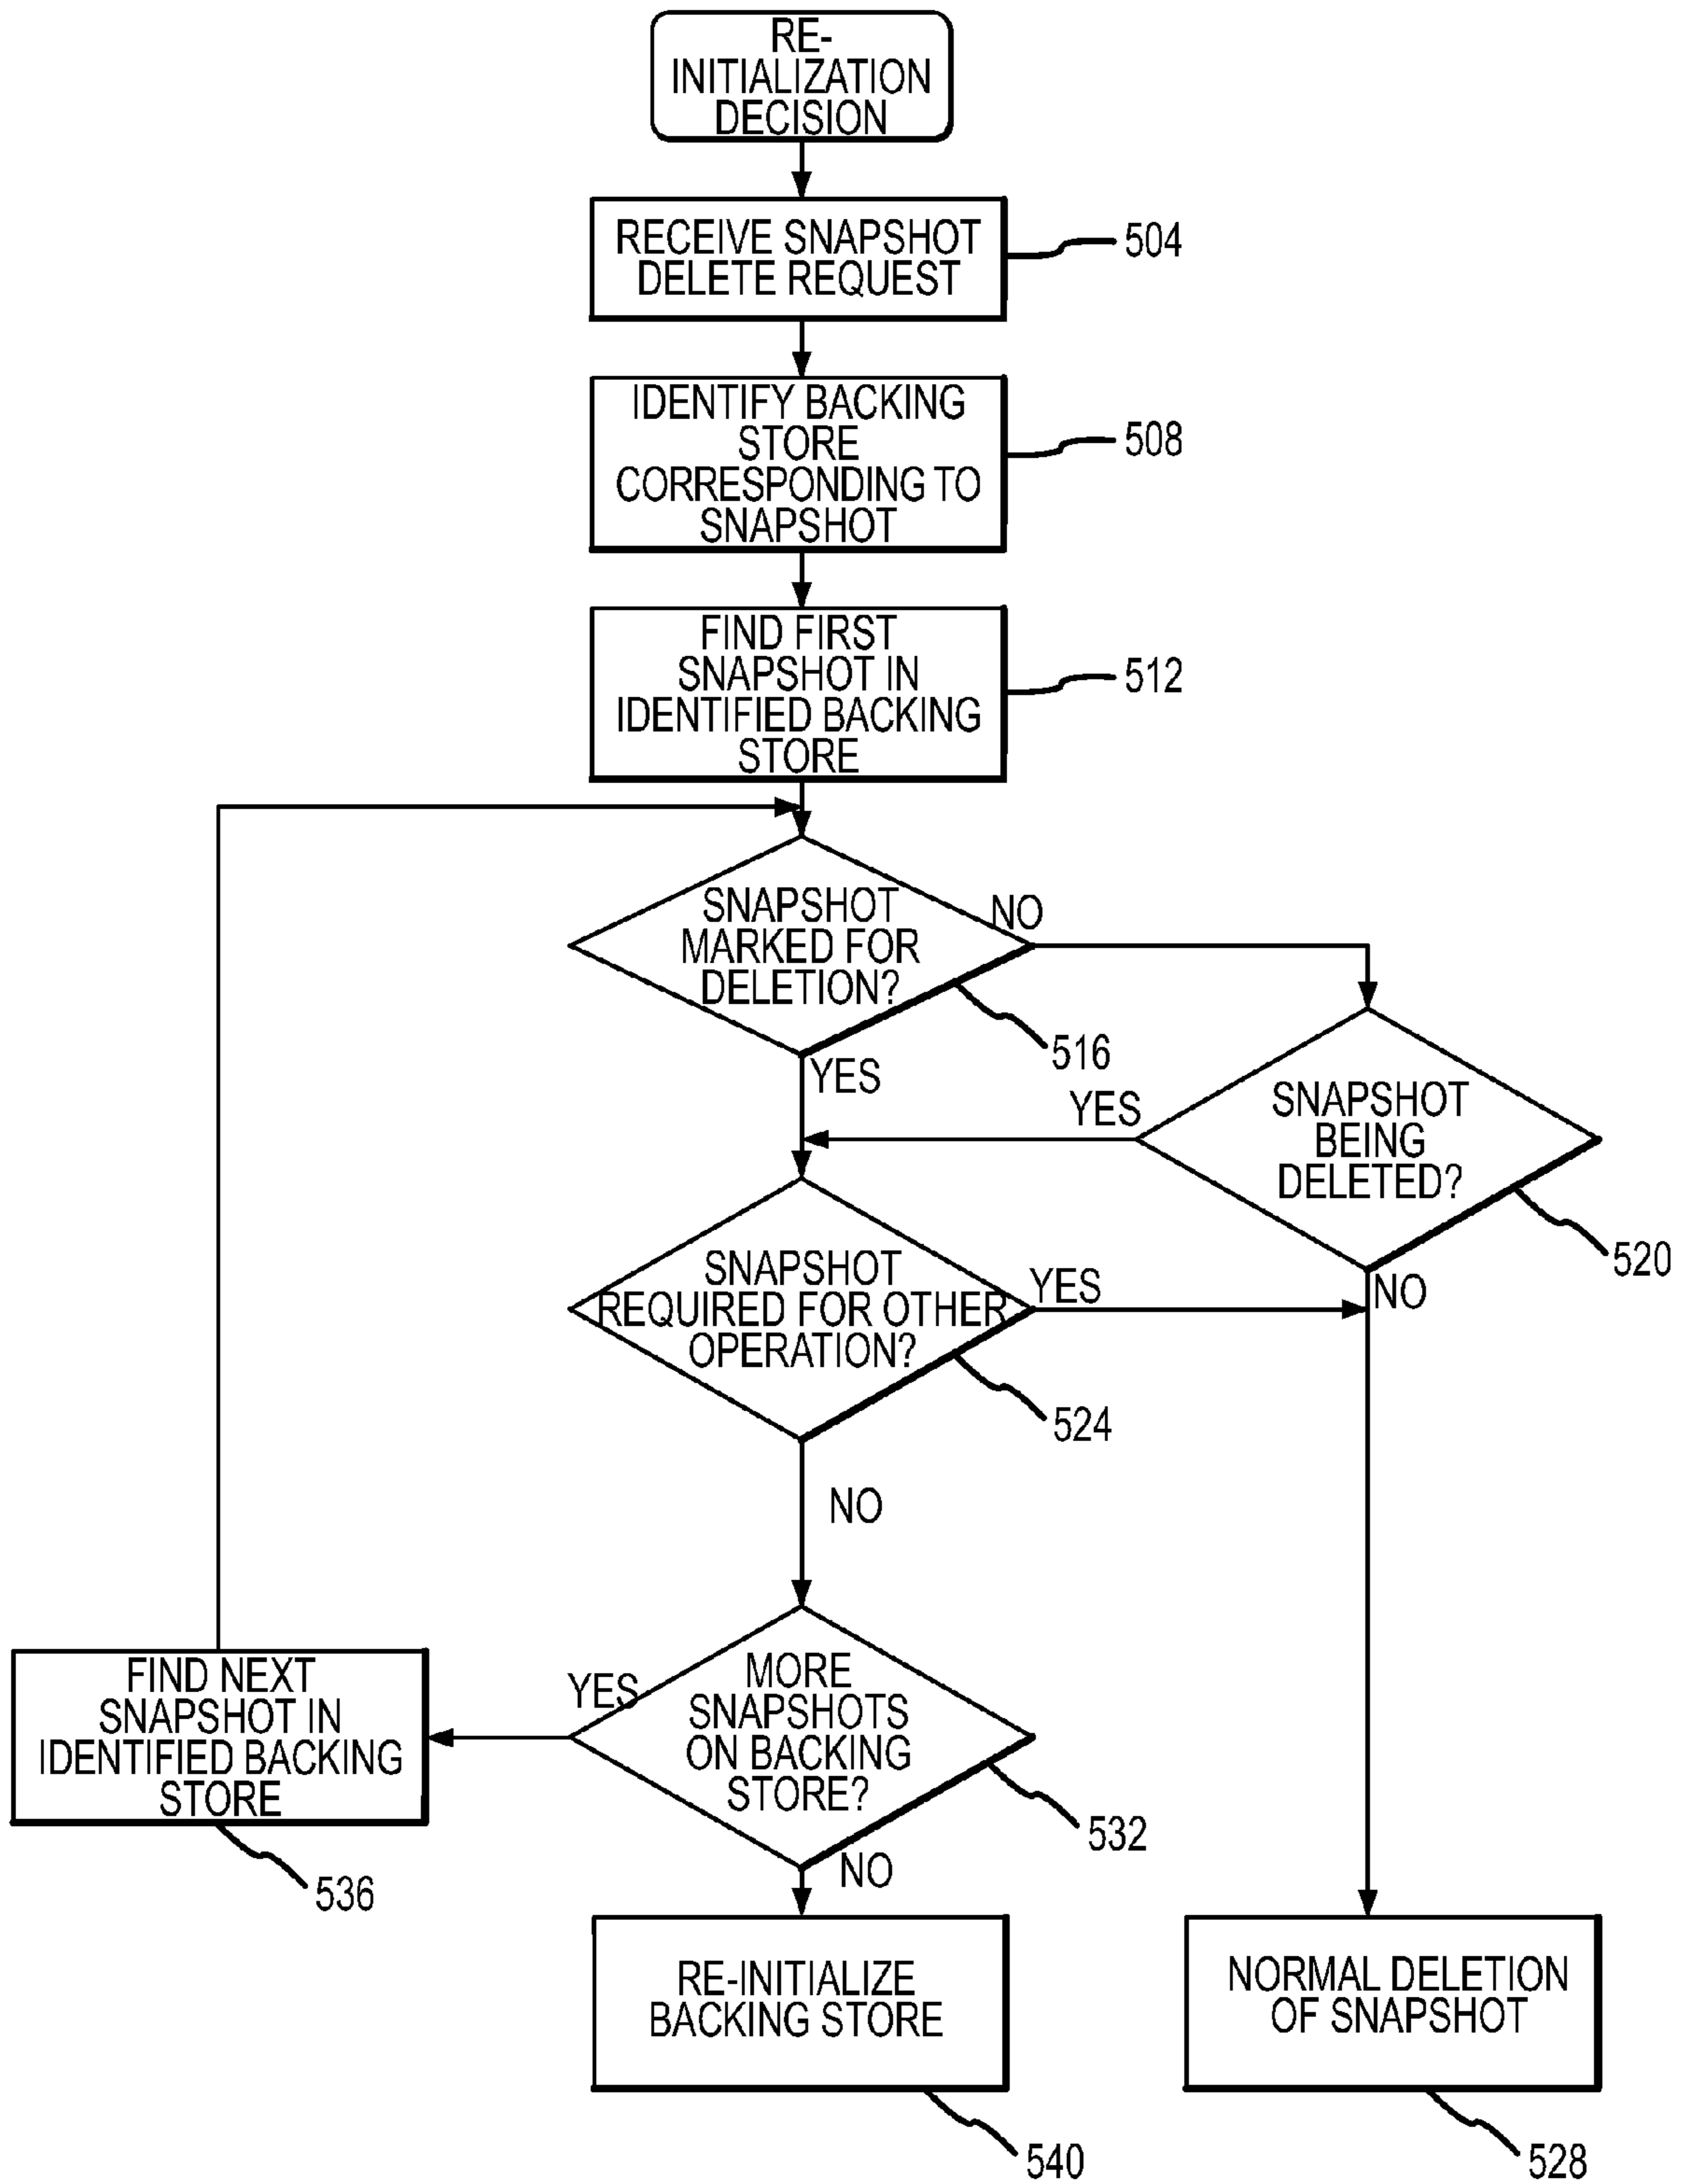 RE-
INITIALIZATION
DECISION
RECEIVE SNAPSHOT
DELETE REQUEST
504
IDENTIFY BACKING
STORE
CORRESPONDING TO
SNAPSHOT
508
FIND FIRST
SNAPSHOT IN
IDENTIFIED BACKING
STORE
512
SNAPSHOT
MARKED FOR
DELETION?
NO
516
YES
SNAPSHOT
BEING
DELETED?
YES
520
NO
SNAPSHOT
REQUIRED FOR OTHER
OPERATION?
YES
524
NO
MORE
SNAPSHOTS
ON BACKING
STORE?
YES
532
NO
FIND NEXT
SNAPSHOT IN
IDENTIFIED BACKING
STORE
536
RE-INITIALIZE
BACKING STORE
540
NORMAL DELETION
OF SNAPSHOT
528